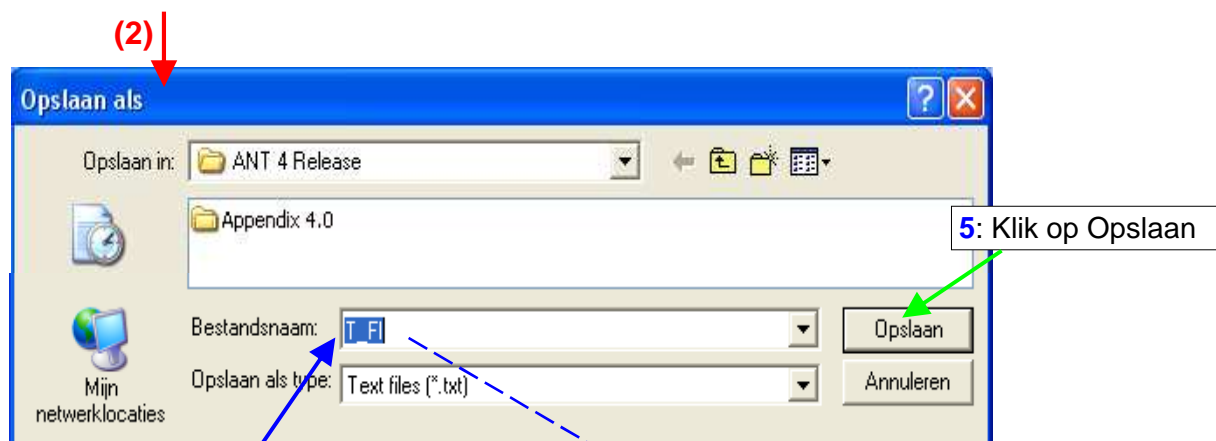 (2)
Opslaan als
Opslaan in: ANT 4 Release
Appendix 4.0
5: Klik op Opslaan
Bestandsnaam: T_FI Opslaan
Opslaan als type: Text files (*.txt) Annuleren
Mijn
netwerklocaties